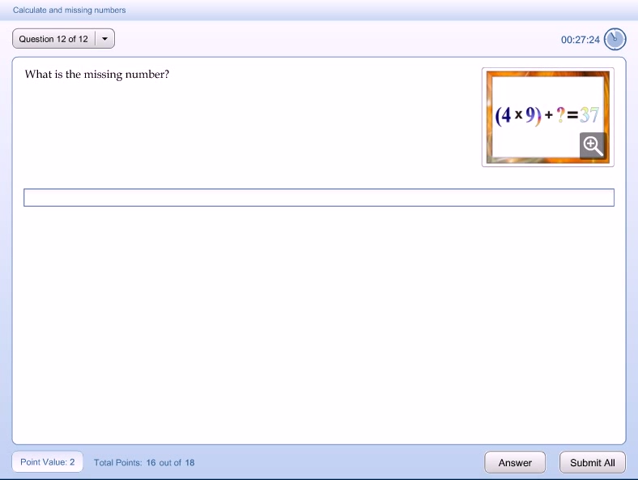 Calculate and missing numbers
Question 12 of 12
00:27:24
What is the missing number?
(4 x 9) + ? = 37
Point Value: 2
Total Points: 16 out of 18
Answer
Submit All